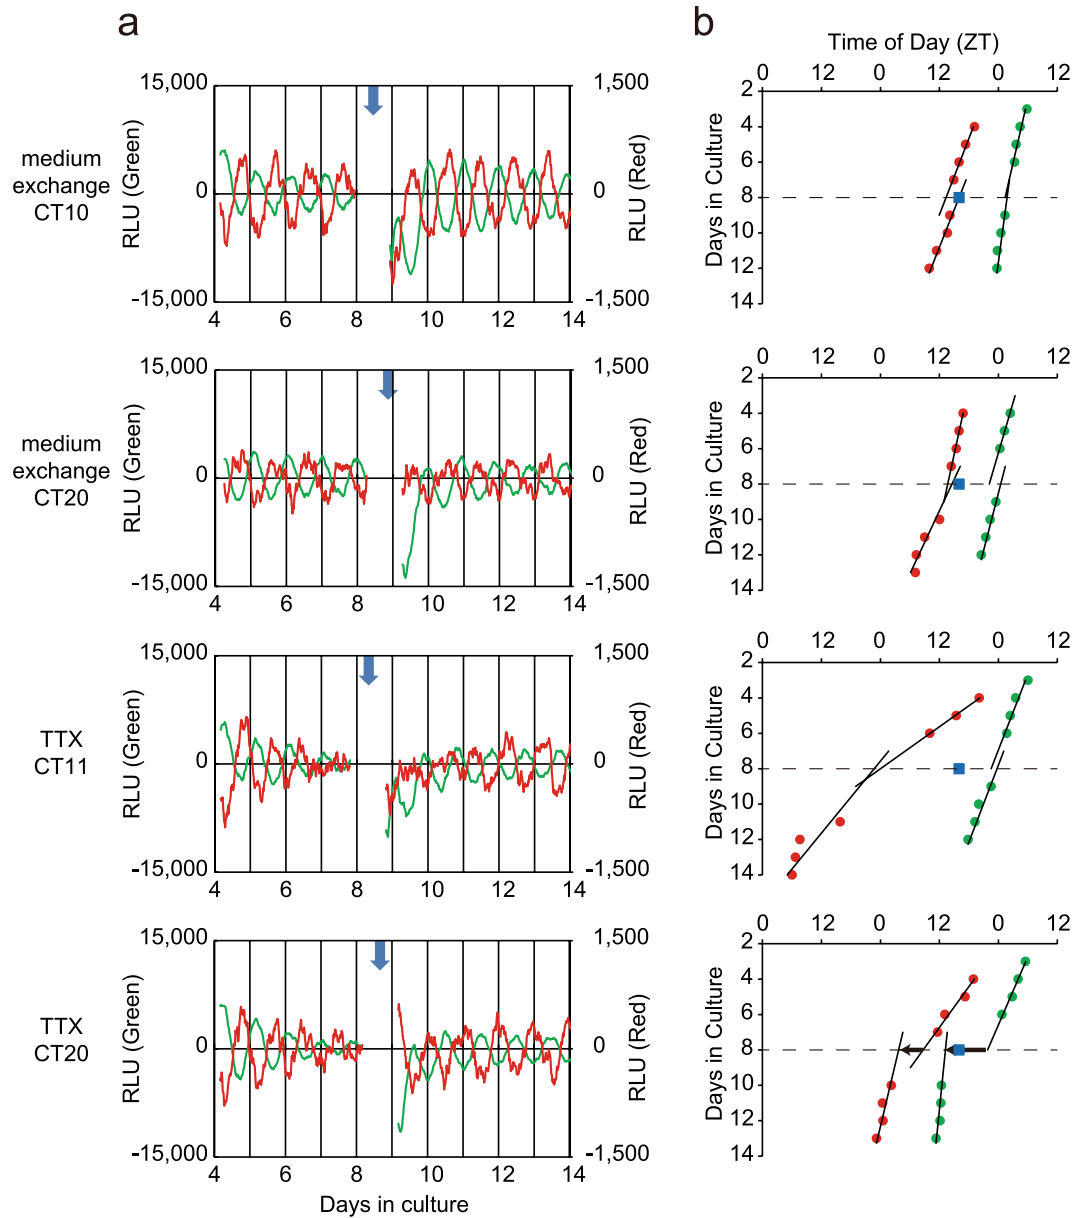 a
b
Time of Day (ZT)
0 12 0 12 0 12
medium
exchange
CT10
RLU (Green)
15,000
0
-15,000
4 6 8 10 12 14
1,500
0
-1,500
RLU (Red)
Days in Culture
2
4
6
8
10
12
14
0 12 0 12 0 12
medium
exchange
CT20
RLU (Green)
15,000
0
-15,000
4 6 8 10 12 14
1,500
0
-1,500
RLU (Red)
Days in Culture
2
4
6
8
10
12
14
0 12 0 12 0 12
TTX
CT11
RLU (Green)
15,000
0
-15,000
4 6 8 10 12 14
1,500
0
-1,500
RLU (Red)
Days in Culture
2
4
6
8
10
12
14
0 12 0 12 0 12
TTX
CT20
RLU (Green)
15,000
0
-15,000
4 6 8 10 12 14
1,500
0
-1,500
RLU (Red)
Days in Culture
2
4
6
8
10
12
14
Days in culture